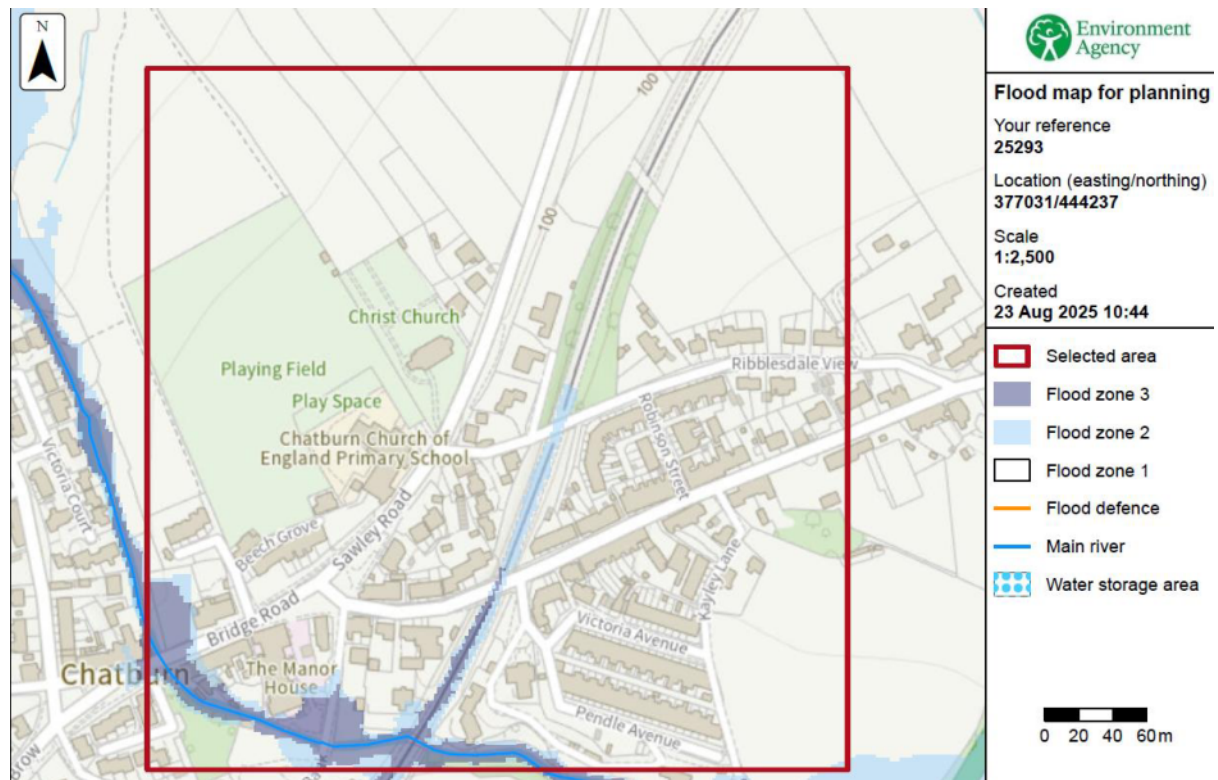 N
100
100
Christ Church
Playing Field
Play Space
Chatburn Church of
England Primary School
Ribblesdale View
Robinson Street
Victoria Court
Beech Grove
Sawley Road
Bridge Road
Kayley Lane
Victoria Avenue
Chatburn
The Manor
House
Pendle Avenue
Brow
Environment
Agency
Flood map for planning
Your reference
25293
Location (easting/northing)
377031/444237
Scale
1:2,500
Created
23 Aug 2025 10:44
Selected area
Flood zone 3
Flood zone 2
Flood zone 1
Flood defence
Main river
Water storage area
0 20 40 60m